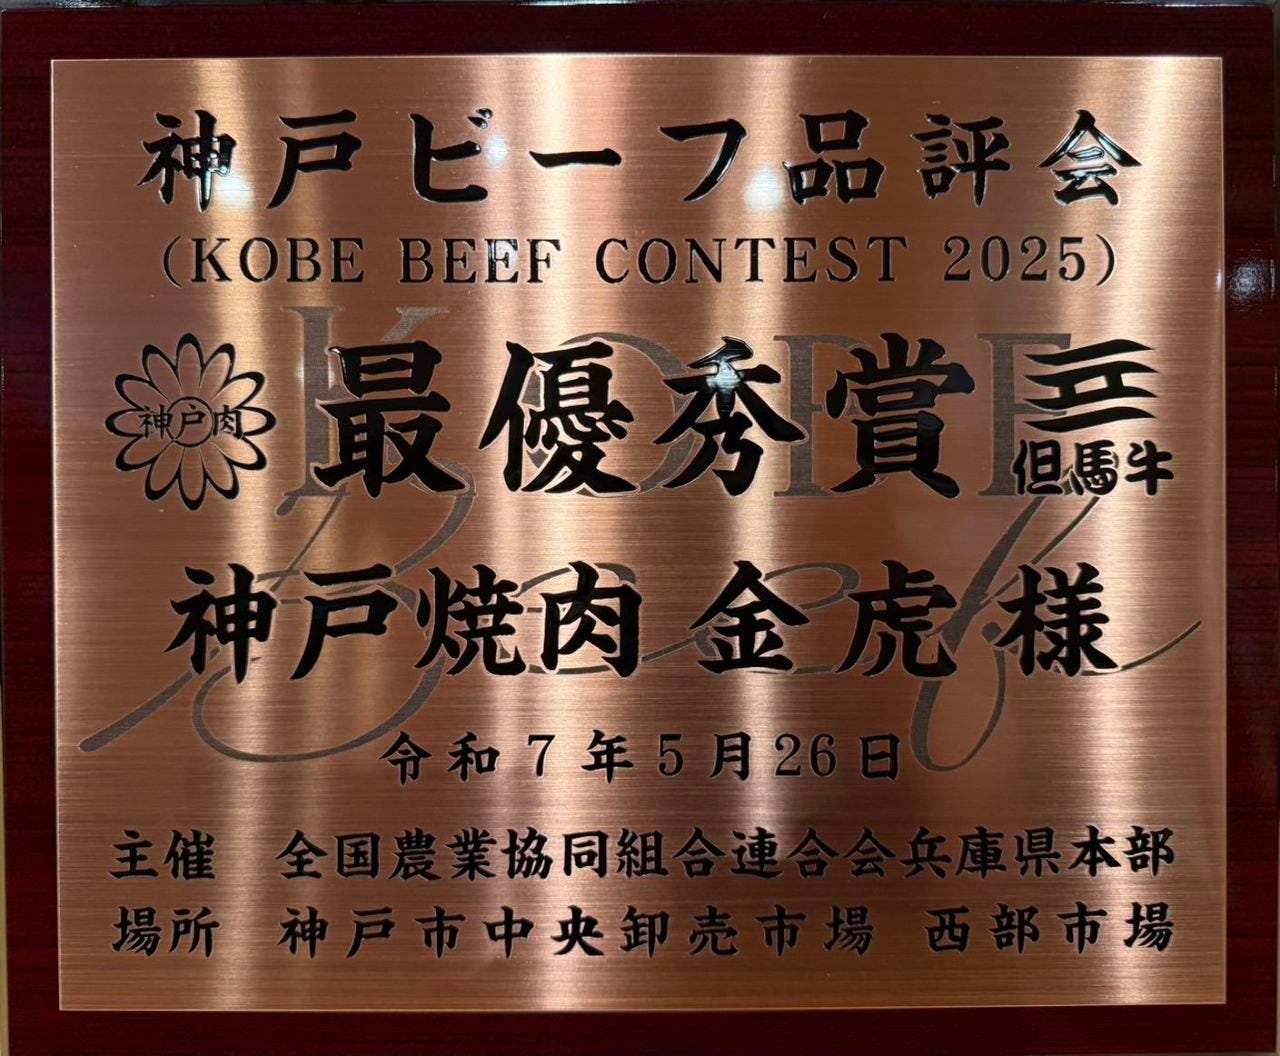 神戸ビーフ品評会
(KOBE BEEF CONTEST 2025)
KOBE
Beef
神戸肉
最優秀賞
但馬牛
神戸焼肉 金虎 様
令和7年5月26日
主催 全国農業協同組合連合会兵庫県本部
場所 神戸市中央卸売市場 西部市場